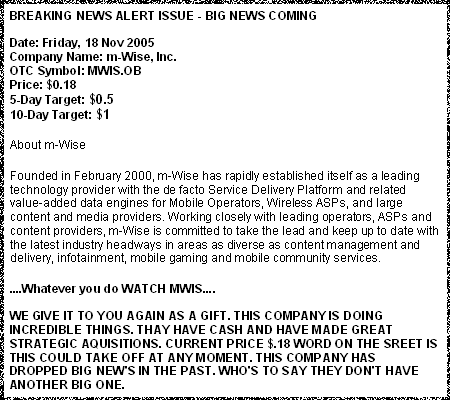 BREAKING NEWS ALERT ISSUE - BIG NEWS COMING
Date: Friday, 18 Nov 2005
Company Name: m-Wise, Inc.
OTC Symbol: MWIS.OB
Price: $0.18
5-Day Target: $0.5
10-Day Target: $1
About m-Wise
Founded in February 2000, m-Wise has rapidly established itself as a leading
technology provider with the de facto Service Delivery Platform and related
value-added data engines for Mobile Operators, Wireless ASPs, and large
content and media providers. Working closely with leading operators, ASPs and
content providers, m-Wise is committed to take the lead and keep up to date with
the latest industry headways in areas as diverse as content management and
delivery, infotainment, mobile gaming and mobile community services.
....Whatever you do WATCH MWIS....
WE GIVE IT TO YOU AGAIN AS A GIFT. THIS COMPANY IS DOING
INCREDIBLE THINGS. THAY HAVE CASH AND HAVE MADE GREAT
STRATEGIC AQUISITIONS. CURRENT PRICE $.18 WORD ON THE SREET IS
THIS COULD TAKE OFF AT ANY MOMENT. THIS COMPANY HAS
DROPPED BIG NEW'S IN THE PAST. WHO'S TO SAY THEY DON'T HAVE
ANOTHER BIG ONE.